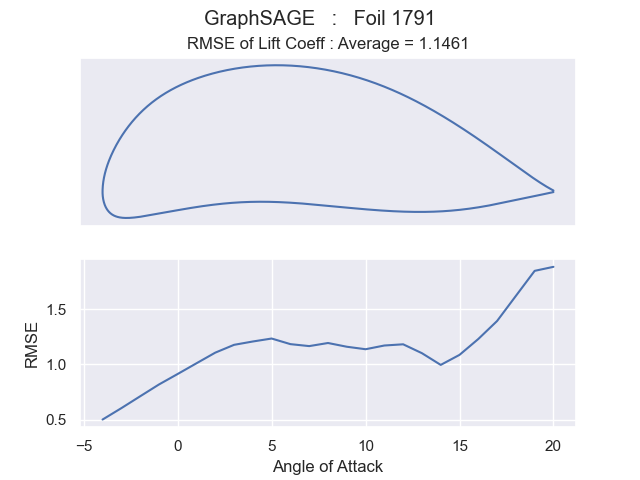 GraphSAGE : Foil 1791
RMSE of Lift Coeff : Average = 1.1461
RMSE
1.5
1.0
0.5
−5 0 5 10 15 20
Angle of Attack